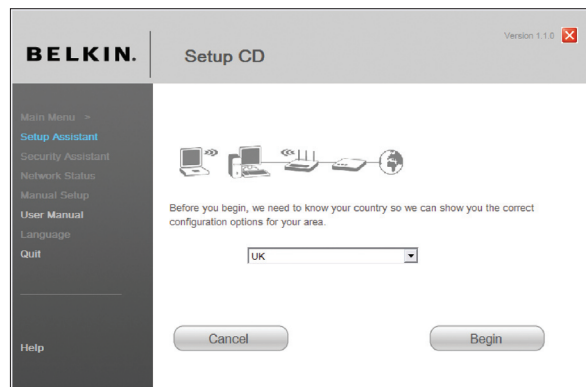 Version 1.1.0
BELKIN.
Setup CD
Main Menu >
Setup Assistant
Security Assistant
Network Status
Manual Setup
User Manual
Language
Quit
Help
Before you begin, we need to know your country so we can show you the correct
configuration options for your area.
UK
Cancel
Begin